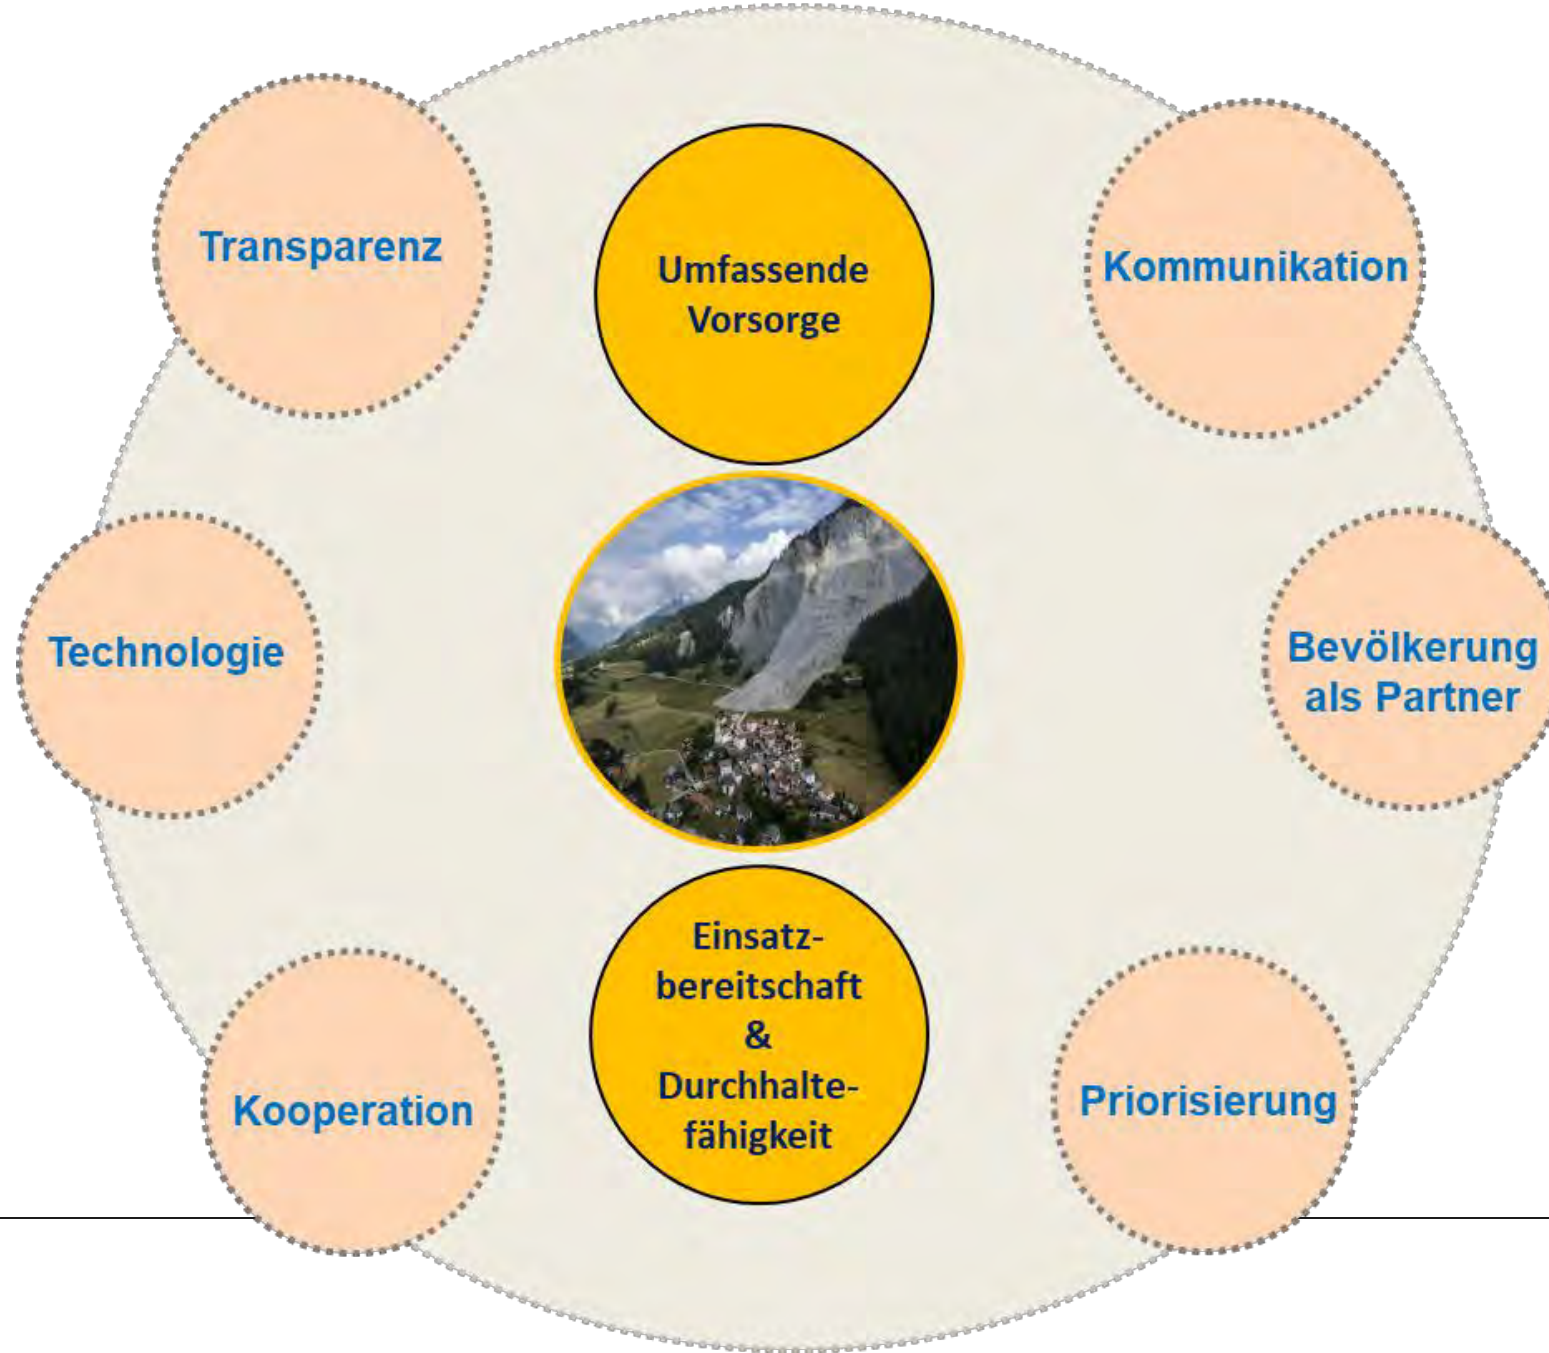 Transparenz
Umfassende
Vorsorge
Kommunikation
Technologie
Bevölkerung
als Partner
Einsatz-
bereitschaft
&
Durchhalte-
fähigkeit
Kooperation
Priorisierung